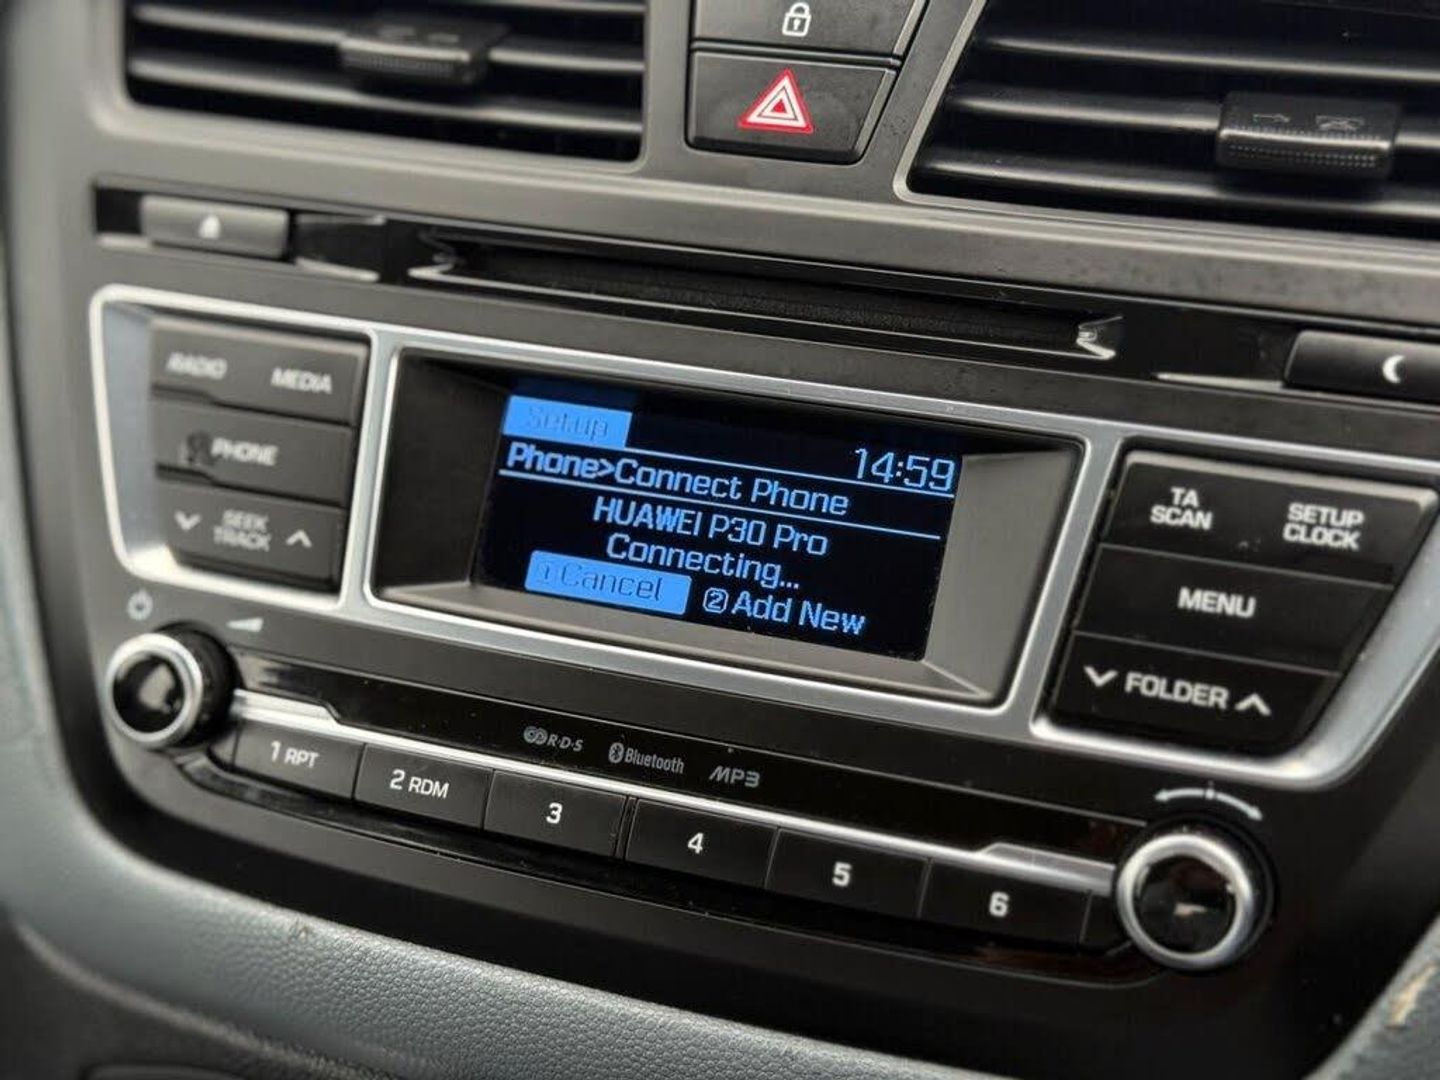 RADIO MEDIA
PHONE
SEEK
TRACK
Setup
14:59
Phone>Connect Phone
HUAWEI P30 Pro
Connecting...
1 Cancel 2 Add New
TA
SCAN
SETUP
CLOCK
MENU
FOLDER
R·D·S Bluetooth MP3
1 RPT 2 RDM 3 4 5 6